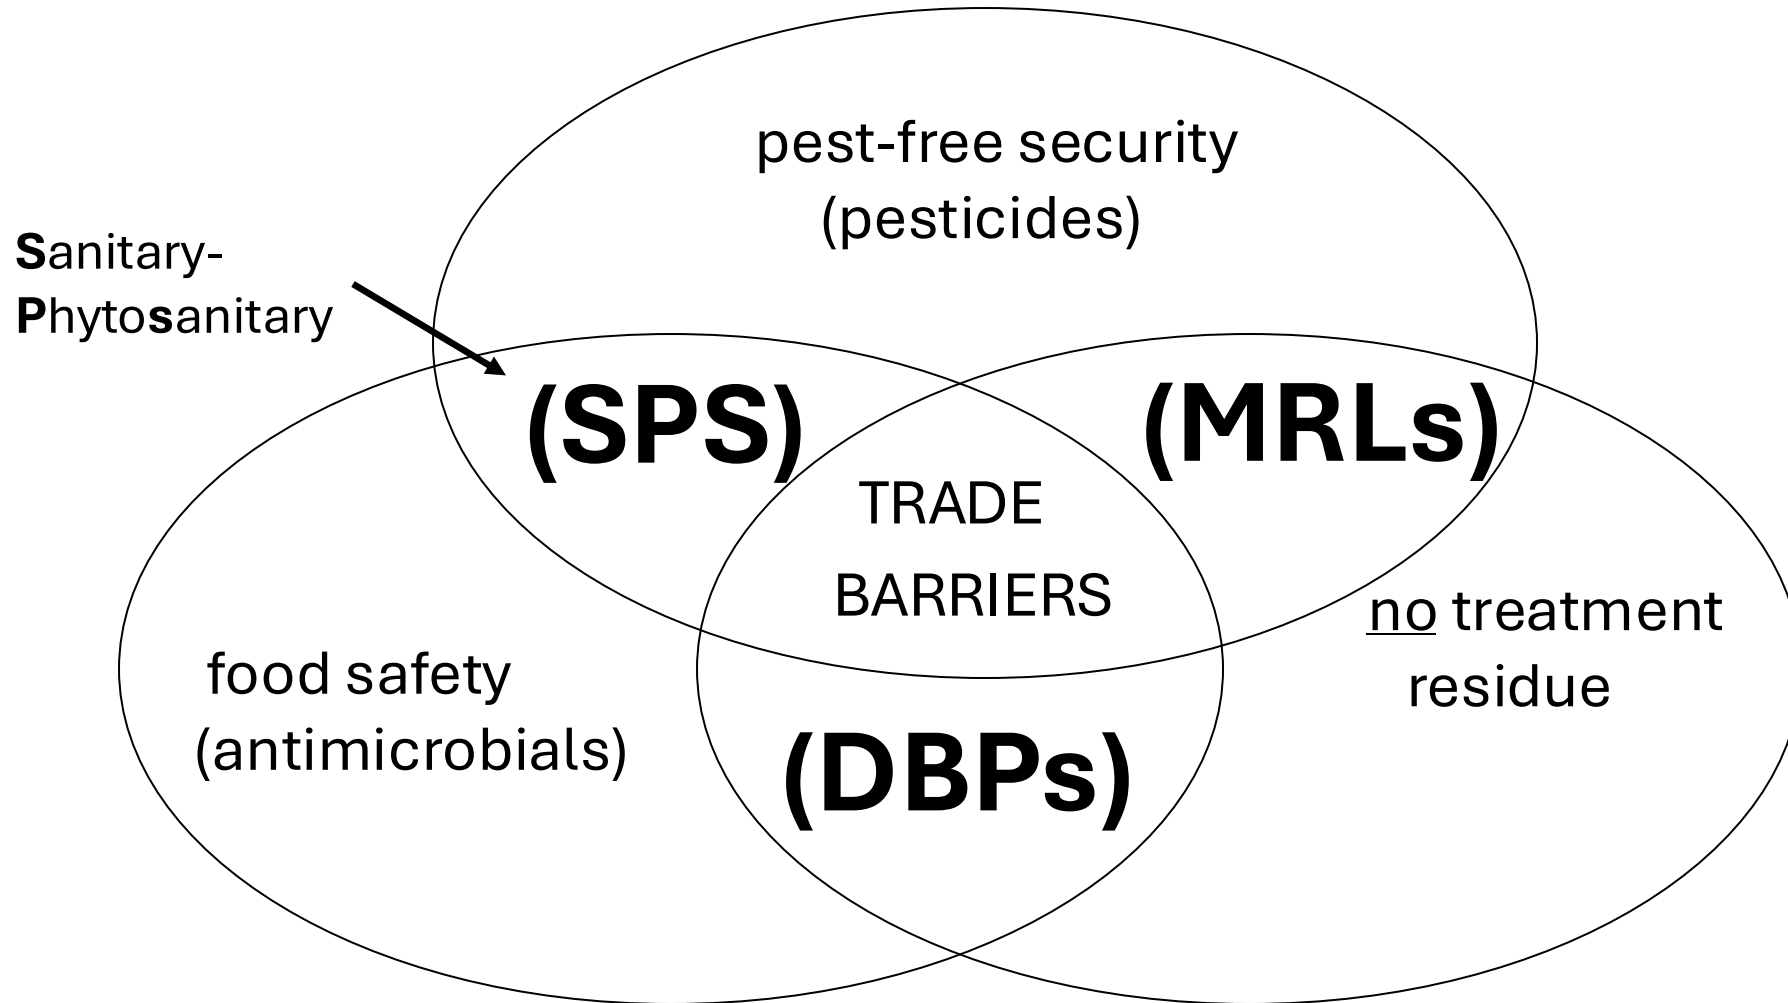 pest-free security
(pesticides)
Sanitary-
Phytosanitary
(SPS)
(MRLs)
TRADE
BARRIERS
no treatment
residue
food safety
(antimicrobials)
(DBPs)